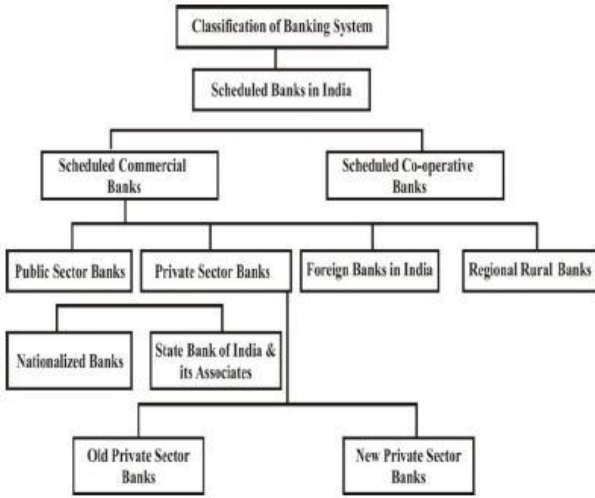 Classification of Banking System
Scheduled Banks in India
Scheduled Commercial
Banks
Scheduled Co-operative
Banks
Public Sector Banks
Private Sector Banks
Foreign Banks in India
Regional Rural Banks
Nationalized Banks
State Bank of India &
its Associates
Old Private Sector
Banks
New Private Sector
Banks